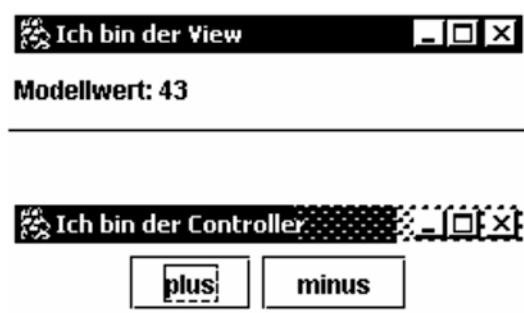 Ich bin der View
Modellwert: 43
Ich bin der Controller
plus minus